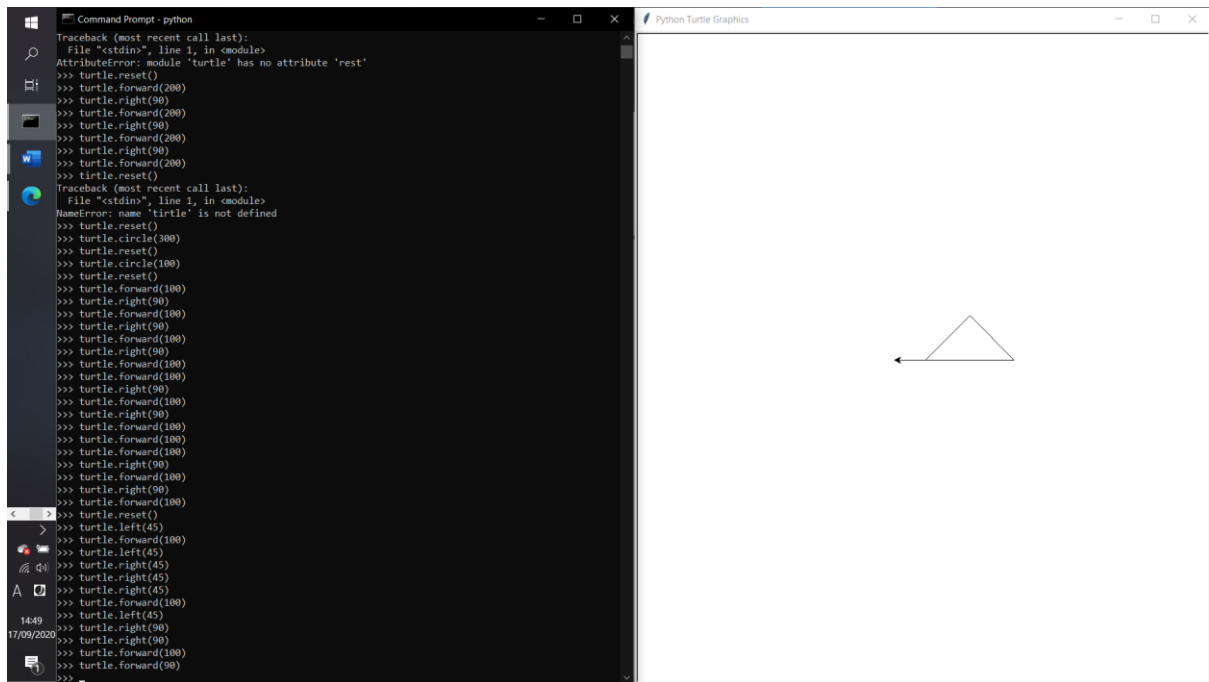 Command Prompt - python
Traceback (most recent call last):
File "<stdin>", line 1, in <module>
AttributeError: module 'turtle' has no attribute 'rest'
>>> turtle.reset()
>>> turtle.forward(200)
>>> turtle.right(90)
>>> turtle.forward(200)
>>> turtle.right(90)
>>> turtle.forward(200)
>>> turtle.right(90)
>>> turtle.forward(200)
>>> tirtle.reset()
Traceback (most recent call last):
File "<stdin>", line 1, in <module>
NameError: name 'tirtle' is not defined
>>> turtle.reset()
>>> turtle.circle(300)
>>> turtle.reset()
>>> turtle.circle(100)
>>> turtle.reset()
>>> turtle.forward(100)
>>> turtle.right(90)
>>> turtle.forward(100)
>>> turtle.right(90)
>>> turtle.forward(100)
>>> turtle.right(90)
>>> turtle.forward(100)
>>> turtle.forward(100)
>>> turtle.right(90)
>>> turtle.forward(100)
>>> turtle.right(90)
>>> turtle.forward(100)
>>> turtle.forward(100)
>>> turtle.forward(100)
>>> turtle.right(90)
>>> turtle.forward(100)
>>> turtle.right(90)
>>> turtle.forward(100)
>>> turtle.reset()
>>> turtle.left(45)
>>> turtle.forward(100)
>>> turtle.left(45)
>>> turtle.right(45)
>>> turtle.right(45)
>>> turtle.right(45)
>>> turtle.forward(100)
>>> turtle.left(45)
>>> turtle.right(90)
>>> turtle.right(90)
>>> turtle.forward(100)
>>> turtle.forward(90)
>>>
Python Turtle Graphics
W
A
14:49
17/09/2020
1